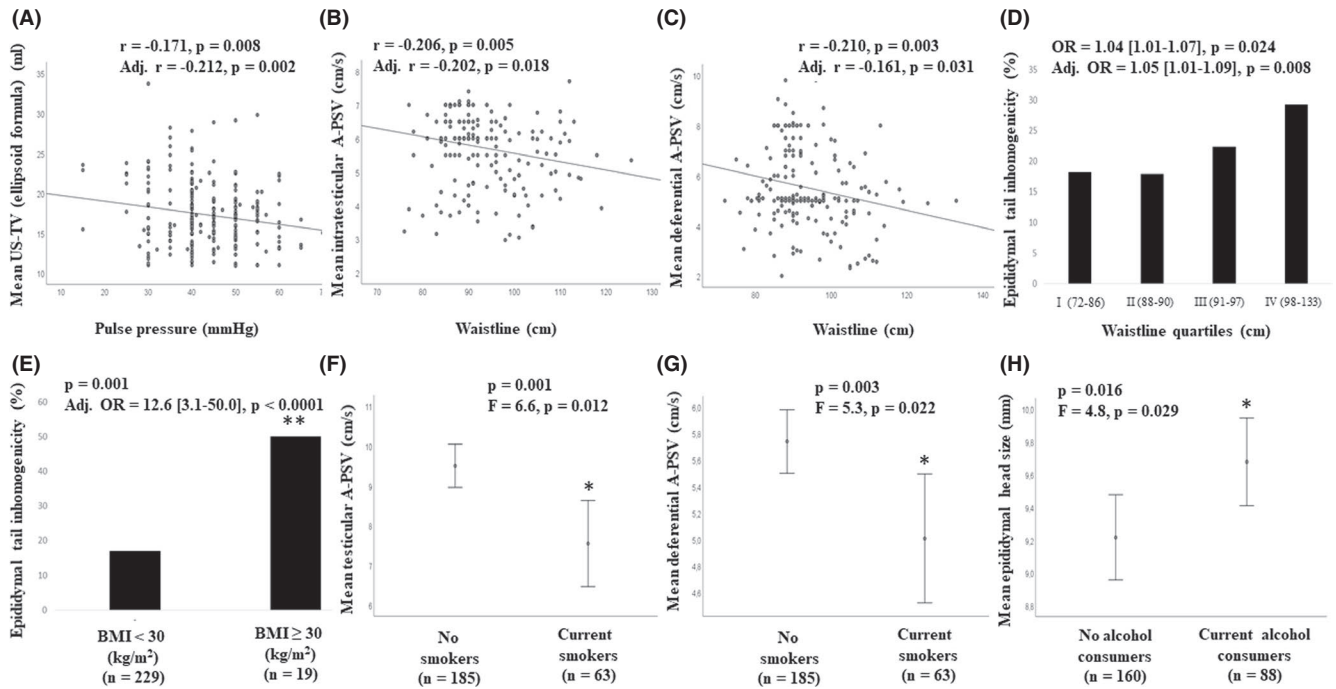 (A)
r = -0.171, p = 0.008
Adj. r = -0.212, p = 0.002
Mean US-TV (ellipsoid formula) (ml)
35
30
25
20
15
10
10 20 30 40 50 60 7
Pulse pressure (mmHg)
(B)
r = -0.206, p = 0.005
Adj. r = -0.202, p = 0.018
Mean intratesticular A-PSV (cm/s)
8
7
6
5
4
3
2
70 80 90 100 110 120 130
Waistline (cm)
(C)
r = -0.210, p = 0.003
Adj. r = -0.161, p = 0.031
Mean deferential A-PSV (cm/s)
10
8
6
4
2
80 100 120 140
Waistline (cm)
(D)
OR = 1.04 [1.01-1.07], p = 0.024
Adj. OR = 1.05 [1.01-1.09], p = 0.008
Epididymal tail inhomogenicity (%)
35
30
25
20
15
10
5
0
I (72-86) II (88-90) III (91-97) IV (98-133)
Waistline quartiles (cm)
(E)
p = 0.001
Adj. OR = 12.6 [3.1-50.0], p < 0.0001
**
Epididymal tail inhomogenicity (%)
60
50
40
30
20
10
0
BMI < 30 BMI ≥ 30
(kg/m²) (kg/m²)
(n = 229) (n = 19)
(F)
p = 0.001
F = 6.6, p = 0.012
*
Mean testicular A-PSV (cm/s)
11
10
9
8
7
6
No Current
smokers smokers
(n = 185) (n = 63)
(G)
p = 0.003
F = 5.3, p = 0.022
*
Mean deferential A-PSV (cm/s)
6,0
5,8
5,6
5,4
5,2
5,0
4,8
4,6
No Current
smokers smokers
(n = 185) (n = 63)
(H)
p = 0.016
F = 4.8, p = 0.029
*
Mean epididymal head size (mm)
10,0
9,8
9,6
9,4
9,2
9,0
8,8
No alcohol Current alcohol
consumers consumers
(n = 160) (n = 88)